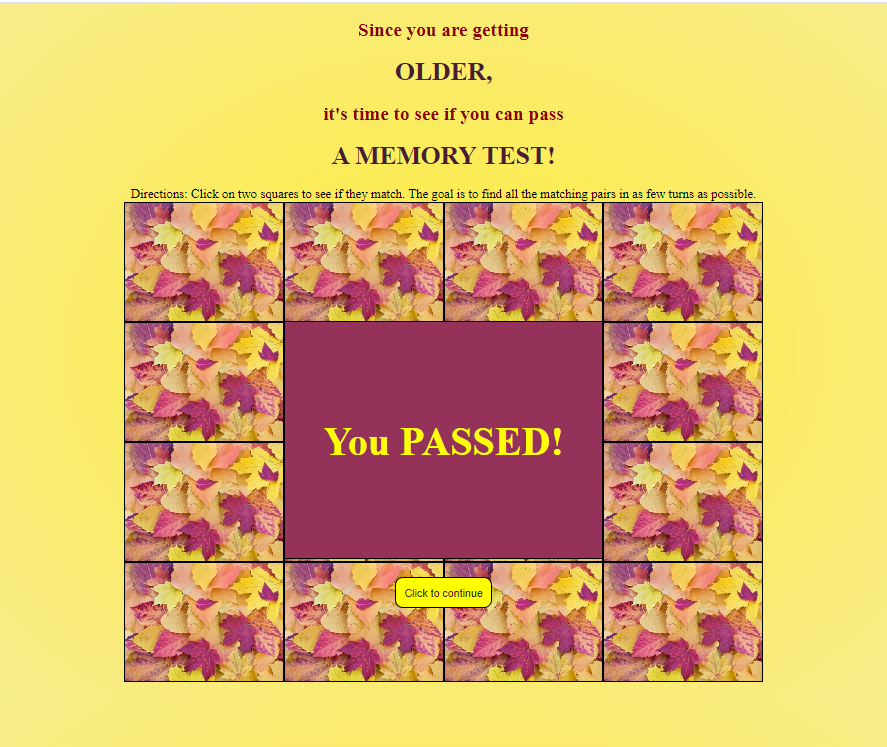 Since you are getting
OLDER,
it's time to see if you can pass
A MEMORY TEST!
Directions: Click on two squares to see if they match. The goal is to find all the matching pairs in as few turns as possible.
You PASSED!
Click to continue